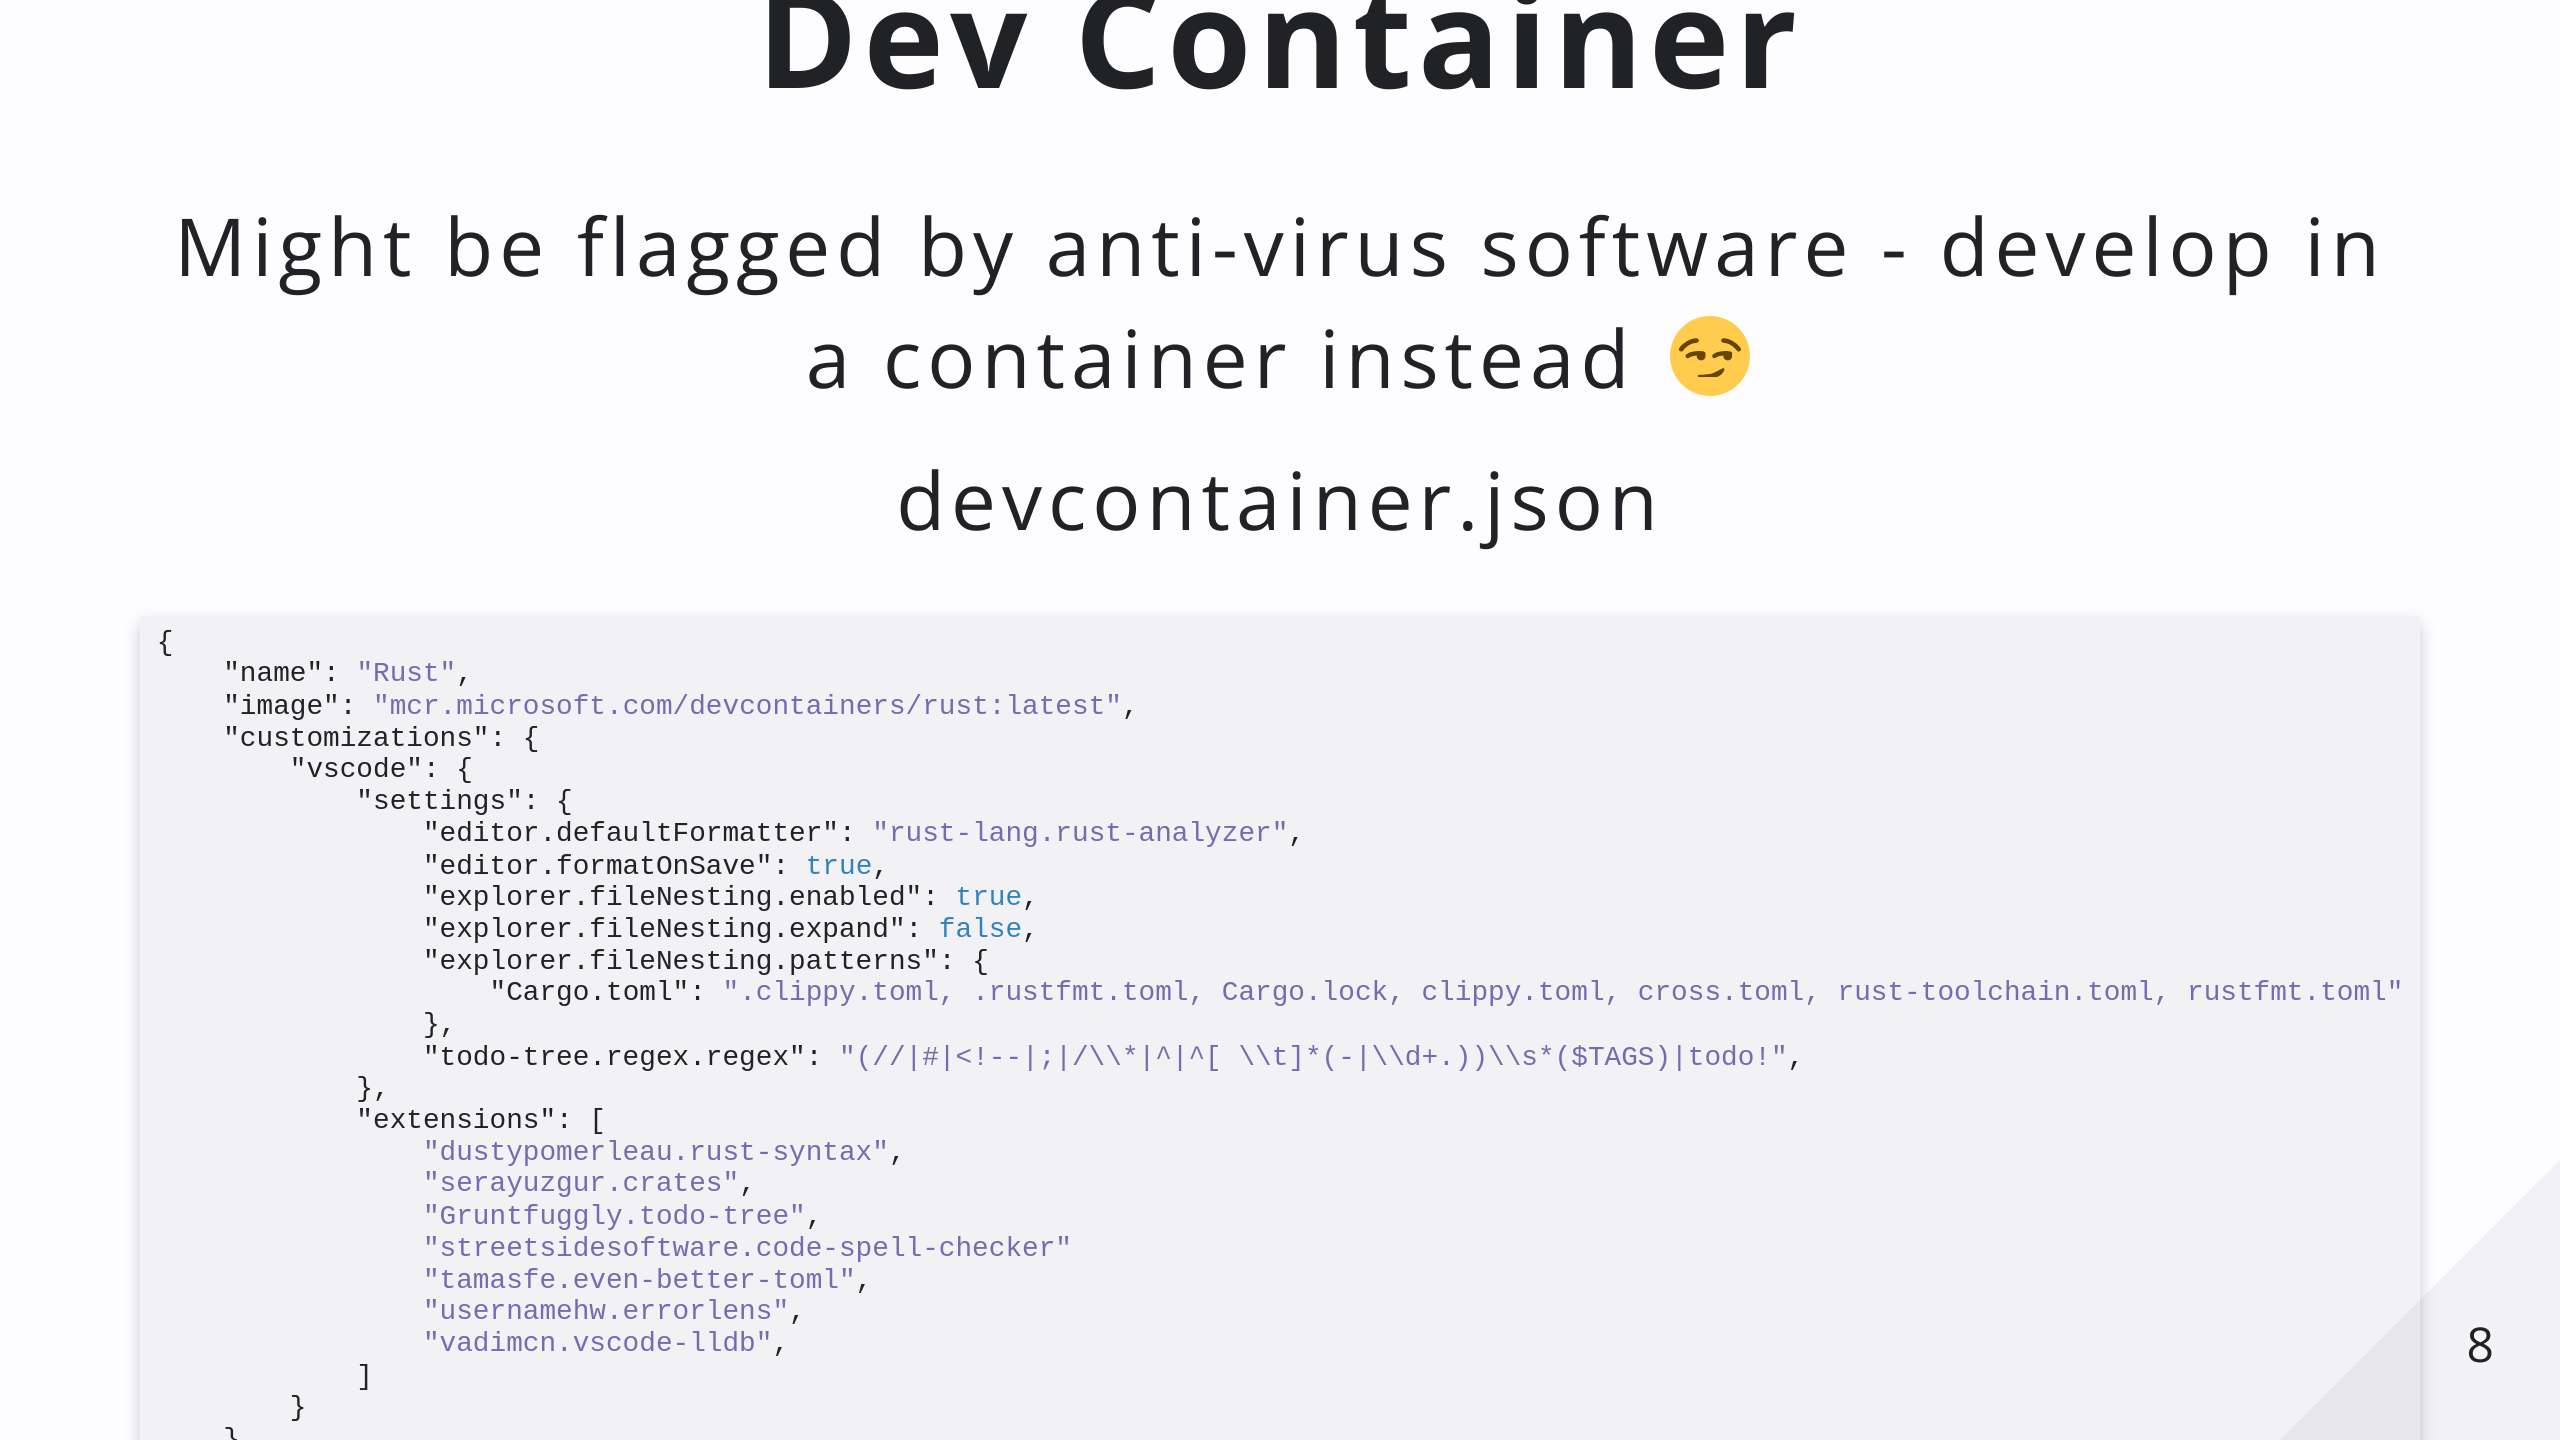 Dev Container
Might be flagged by anti-virus software - develop in
a container instead 😏
devcontainer.json
{
    "name": "Rust",
    "image": "mcr.microsoft.com/devcontainers/rust:latest",
    "customizations": {
        "vscode": {
            "settings": {
                "editor.defaultFormatter": "rust-lang.rust-analyzer",
                "editor.formatOnSave": true,
                "explorer.fileNesting.enabled": true,
                "explorer.fileNesting.expand": false,
                "explorer.fileNesting.patterns": {
                    "Cargo.toml": ".clippy.toml, .rustfmt.toml, Cargo.lock, clippy.toml, cross.toml, rust-toolchain.toml, rustfmt.toml"
                },
                "todo-tree.regex.regex": "(//|#|<!--|;|/\\*|^|^[ \\t]*(-|\\d+.))\\s*($TAGS)|todo!",
            },
            "extensions": [
                "dustypomerleau.rust-syntax",
                "serayuzgur.crates",
                "Gruntfuggly.todo-tree",
                "streetsidesoftware.code-spell-checker"
                "tamasfe.even-better-toml",
                "usernamehw.errorlens",
                "vadimcn.vscode-lldb",
            ]
        }
    }
8